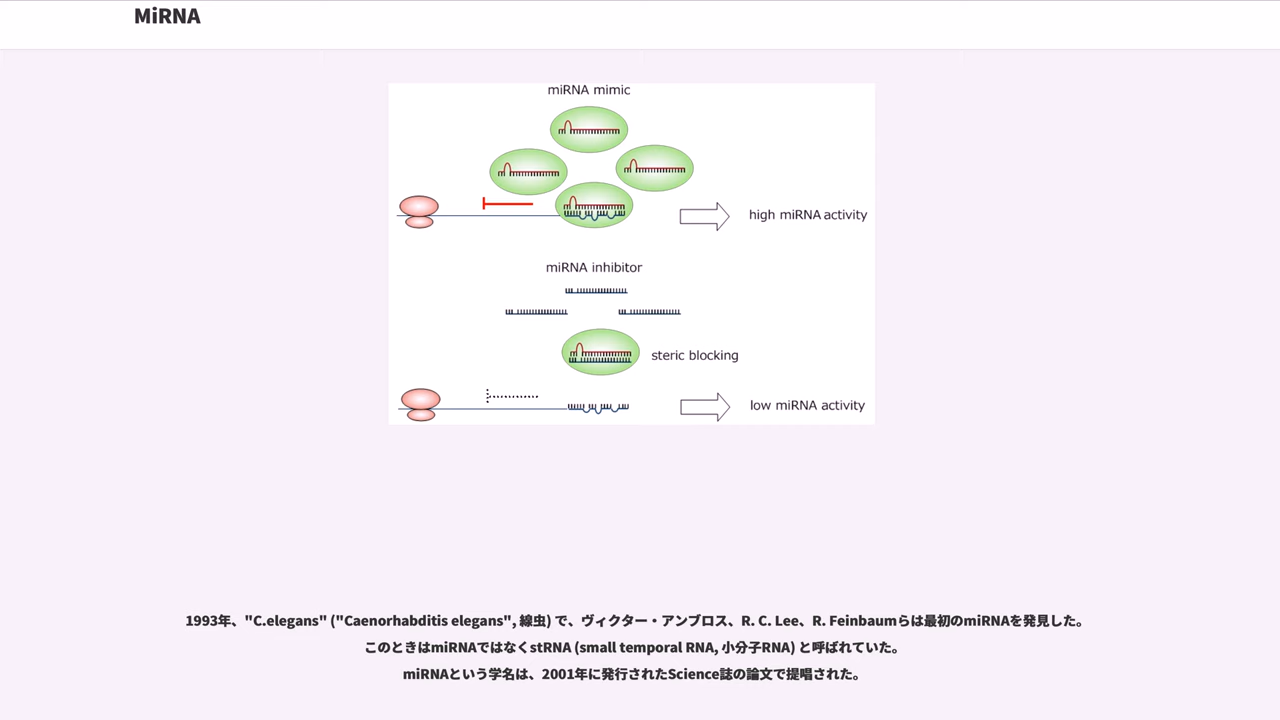 MiRNA
miRNA mimic
high miRNA activity
miRNA inhibitor
steric blocking
low miRNA activity
1993年、"C.elegans" ("Caenorhabditis elegans", 線虫) で、ヴィクター・アンブロス、R. C. Lee、R. Feinbaumらは最初のmiRNAを発見した。
このときはmiRNAではなくstRNA (small temporal RNA, 小分子RNA) と呼ばれていた。
miRNAという学名は、2001年に発行されたScience誌の論文で提唱された。